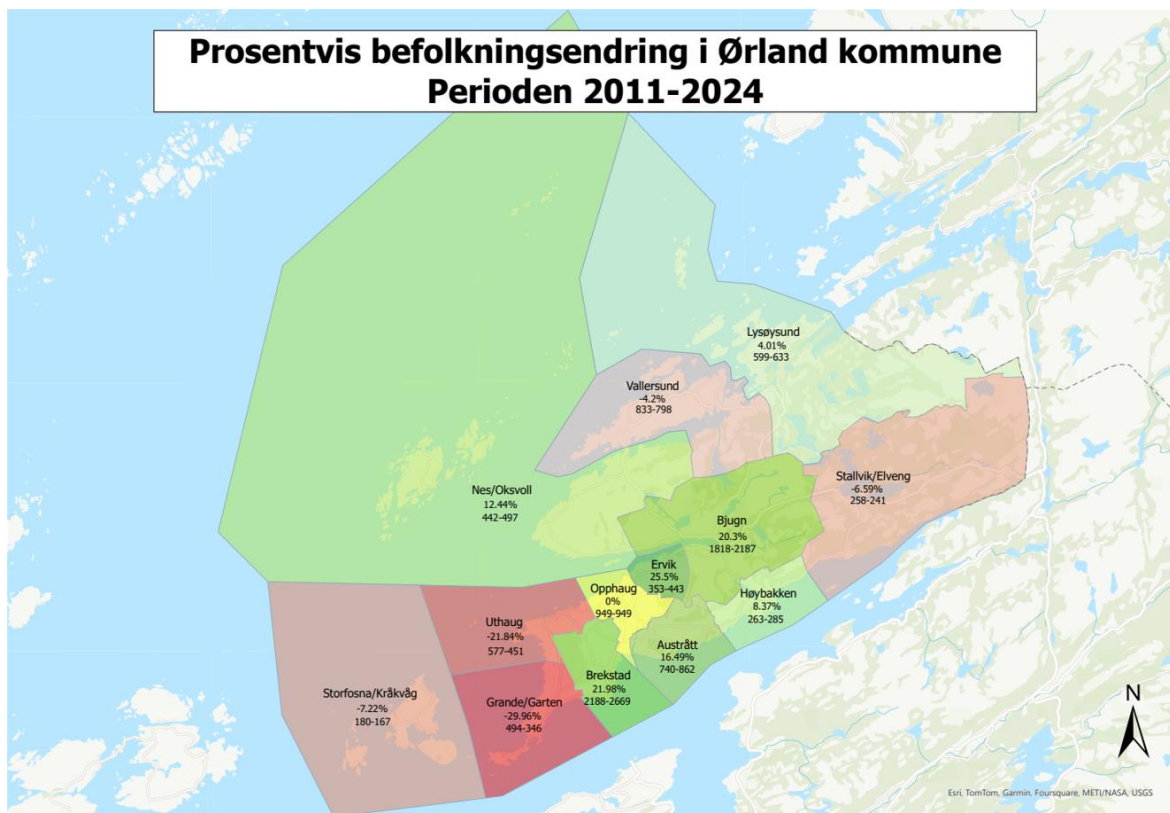 Prosentvis befolkningsendring i Ørland kommune
Perioden 2011-2024
Lysøysund
4.01%
599-633
Vallersund
-4.2%
833-798
Stallvik/Elveng
-6.59%
258-241
Nes/Oksvoll
12.44%
442-497
Bjugn
20.3%
1818-2187
Ervik
25.5%
353-443
Opphaug
0%
949-949
Høybakken
8.37%
263-285
Uthaug
-21.84%
577-451
Austrått
16.49%
740-862
Brekstad
21.98%
2188-2669
Storfosna/Kråkvåg
-7.22%
180-167
Grande/Garten
-29.96%
494-346
N
Esri, TomTom, Garmin, Foursquare, METI/NASA, USGS